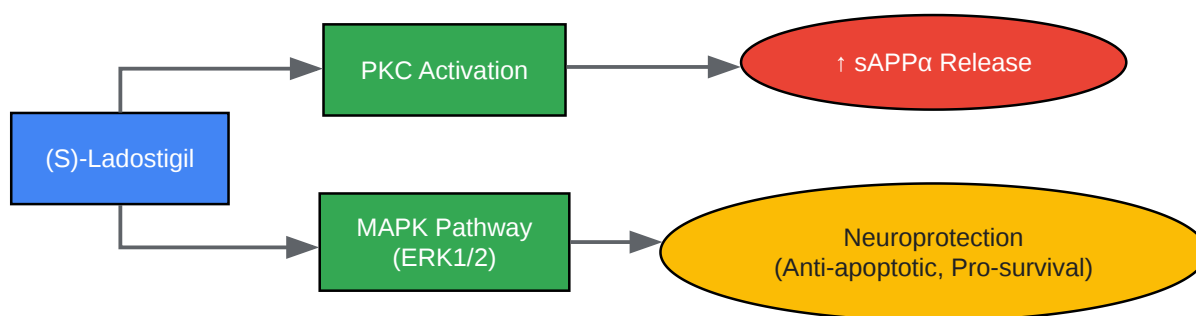 (S)-Ladostigil
PKC Activation
↑ sAPPα Release
MAPK Pathway
(ERK1/2)
Neuroprotection
(Anti-apoptotic, Pro-survival)